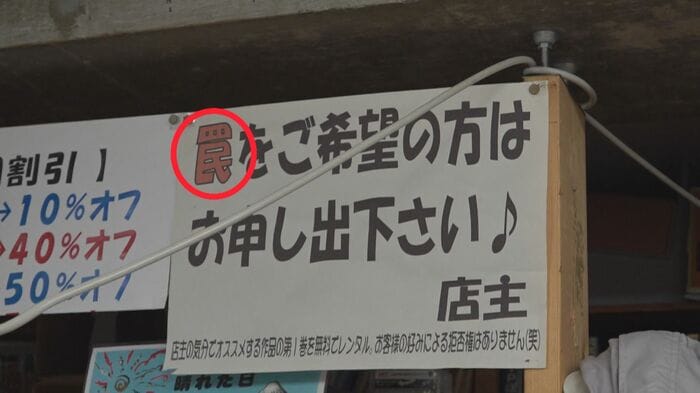 割引 】
→10%オフ
→40%オフ
50%オフ
罠をご希望の方は
お申し出下さい♪
店主
店主の気分でオススメする作品の第1巻を無料でレンタル。お客様の好みによる拒否権はありません(笑)
晴れた日